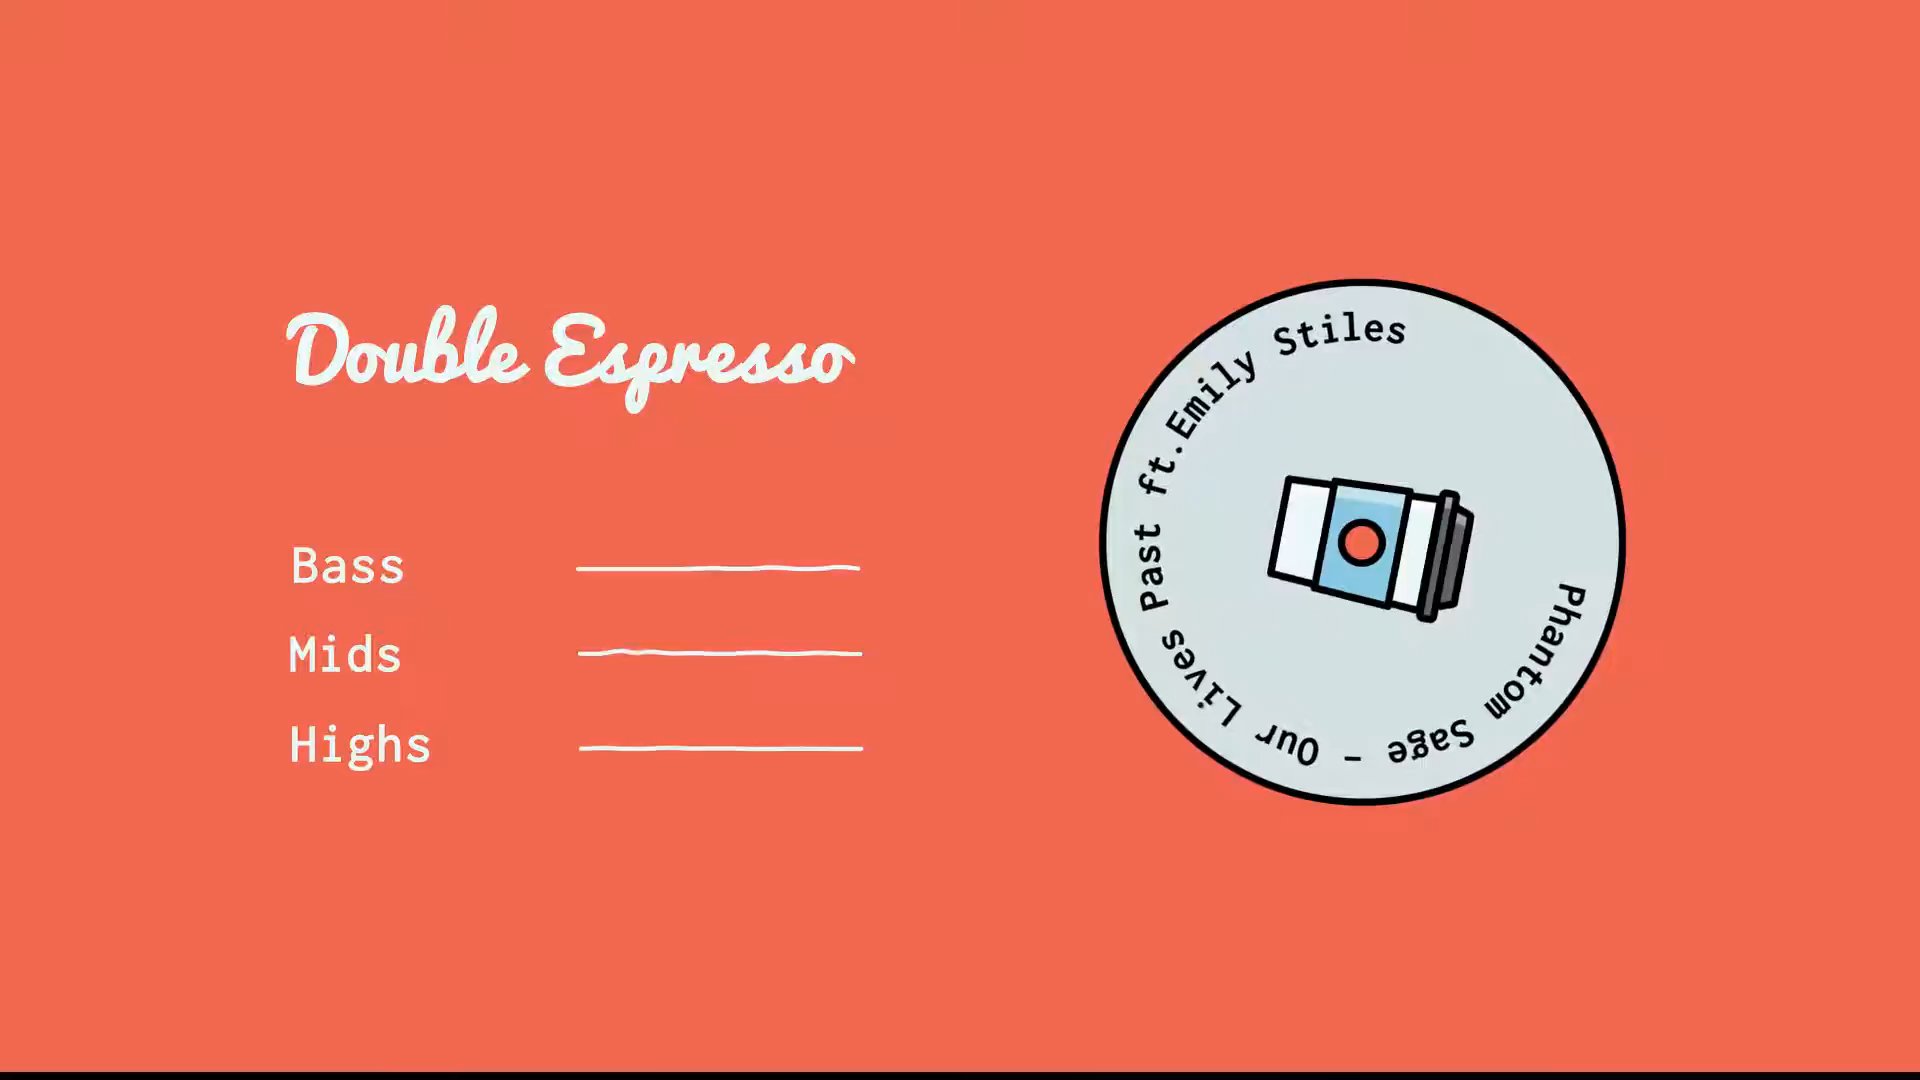 Double Espresso
Bass
Mids
Highs
Phantom Sage - Our Lives Past ft.Emily Stiles